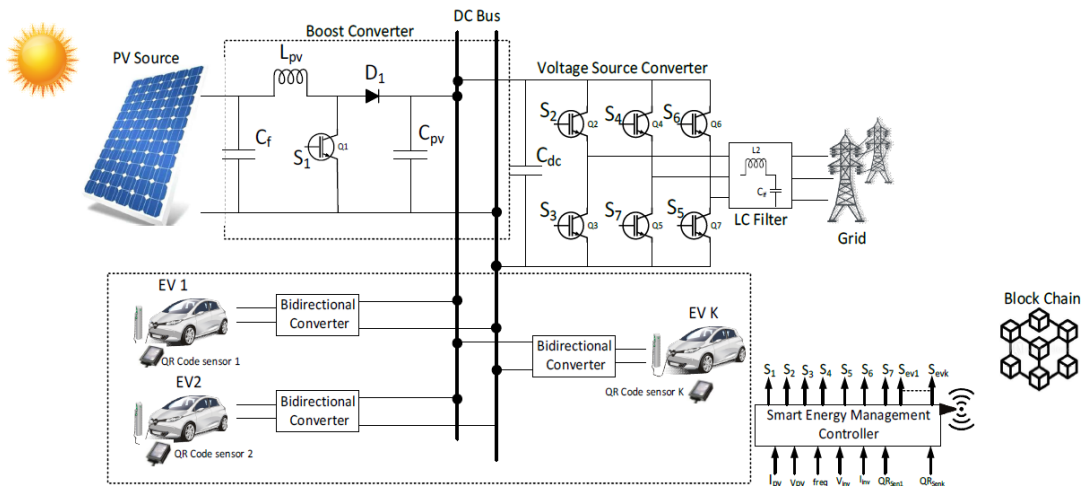 DC Bus
Boost Converter
PV Source
Lpv
D1
Cf
S1
Q1
Cpv
Voltage Source Converter
S2
Q2
S4
Q4
S6
Q6
Cdc
L2
Cff
LC Filter
S3
Q3
S7
Q5
S5
Q7
Grid
EV 1
Bidirectional
Converter
QR Code sensor 1
EV K
Bidirectional
Converter
QR Code sensor K
EV2
Bidirectional
Converter
QR Code sensor 2
Block Chain
S1 S2 S3 S4 S5 S6 S7 Sev1 Sevk
Smart Energy Management
Controller
Ipv Vpv freq Vinv Iinv QRSen1 QRSenk